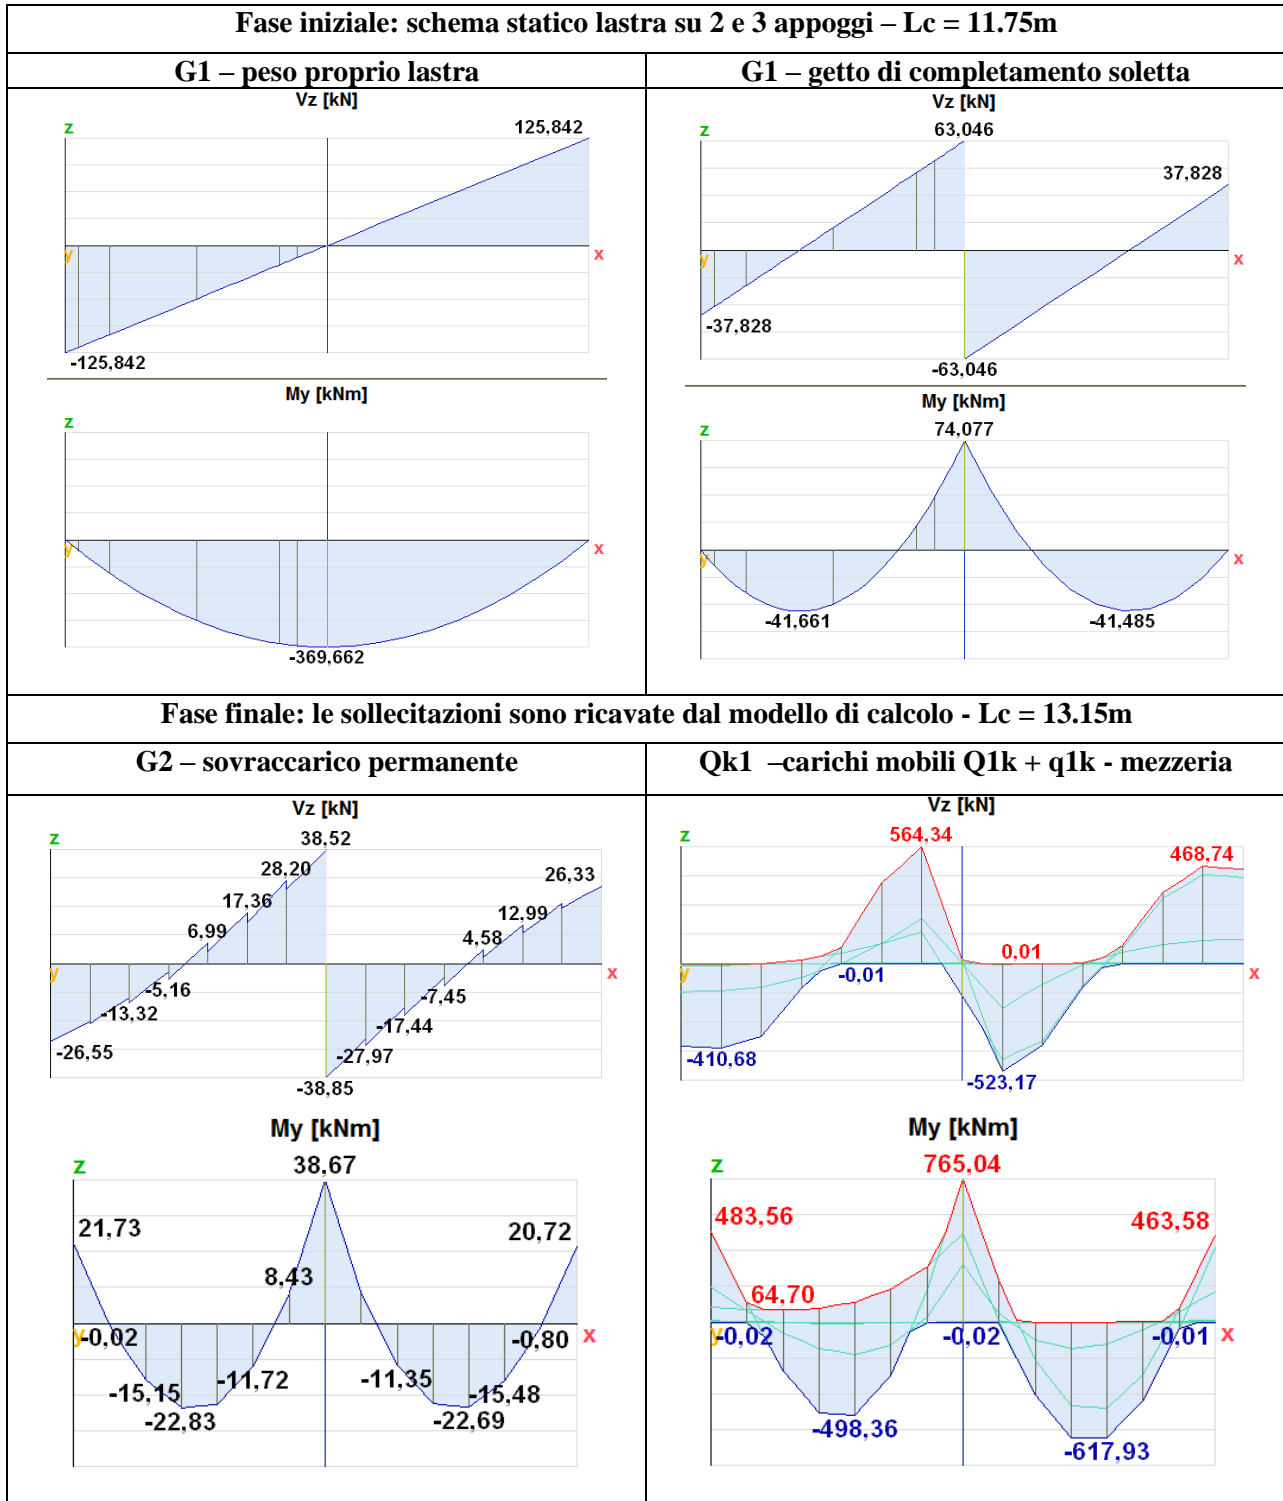 Fase iniziale: schema statico lastra su 2 e 3 appoggi – Lc = 11.75m
G1 – peso proprio lastra
Vz [kN]
z
125,842
y
x
-125,842
My [kNm]
z
y
x
-369,662
G1 – getto di completamento soletta
Vz [kN]
z
63,046
37,828
y
x
-37,828
-63,046
My [kNm]
z
74,077
y
x
-41,661
-41,485
Fase finale: le sollecitazioni sono ricavate dal modello di calcolo - Lc = 13.15m
G2 – sovraccarico permanente
Vz [kN]
z
38,52
28,20
26,33
17,36
12,99
6,99
4,58
y
x
-5,16
-7,45
-13,32
-17,44
-26,55
-27,97
-38,85
My [kNm]
z
38,67
21,73
20,72
8,43
y
-0,02
-0,80
x
-15,15
-11,72
-11,35
-15,48
-22,83
-22,69
Qk1 –carichi mobili Q1k + q1k - mezzeria
Vz [kN]
z
564,34
468,74
0,01
y
-0,01
x
-410,68
-523,17
My [kNm]
z
765,04
483,56
463,58
64,70
y
-0,02
-0,02
-0,01
x
-498,36
-617,93